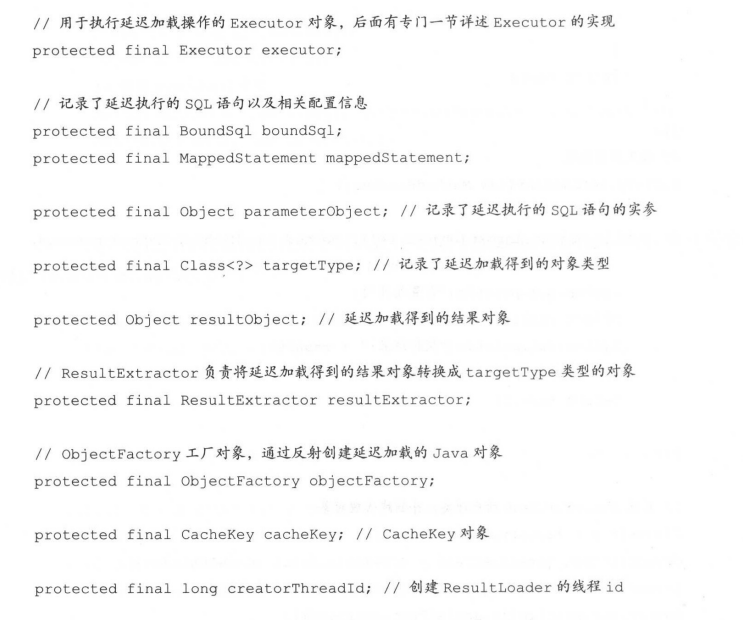 // 用于执行延迟加载操作的 Executor 对象，后面有专门一节详述 Executor 的实现
protected final Executor executor;
// 记录了延迟执行的 SQL 语句以及相关配置信息
protected final BoundSql boundSql;
protected final MappedStatement mappedStatement;
protected final Object parameterObject; // 记录了延迟执行的 SQL 语句的实参
protected final Class<?> targetType; // 记录了延迟加载得到的对象类型
protected Object resultObject; // 延迟加载得到的结果对象
// ResultExtractor 负责将延迟加载得到的结果对象转换成 targetType 类型的对象
protected final ResultExtractor resultExtractor;
// ObjectFactory 工厂对象，通过反射创建延迟加载的 Java 对象
protected final ObjectFactory objectFactory;
protected final CacheKey cacheKey; // CacheKey 对象
protected final long creatorThreadId; // 创建 ResultLoader 的线程 id